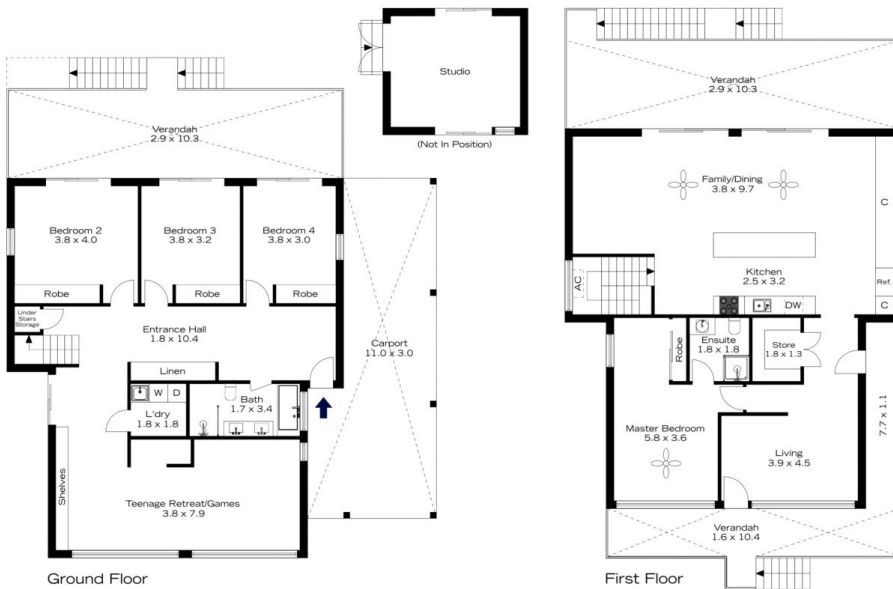 Studio
(Not In Position)
Verandah
2.9 x 10.3
Bedroom 2
3.8 x 4.0
Bedroom 3
3.8 x 3.2
Bedroom 4
3.8 x 3.0
Robe
Robe
Robe
Under
Stairs
Storage
Entrance Hall
1.8 x 10.4
Carport
11.0 x 3.0
Linen
W
D
L'dry
1.8 x 1.8
Bath
1.7 x 3.4
Shelves
Teenage Retreat/Games
3.8 x 7.9
Ground Floor
Verandah
2.9 x 10.3
Family/Dining
3.8 x 9.7
C
AC
Kitchen
2.5 x 3.2
Ref.
DW
C
Robe
Ensuite
1.8 x 1.8
Store
1.8 x 1.3
Master Bedroom
5.8 x 3.6
Living
3.9 x 4.5
7.7 x 1.1
Verandah
1.6 x 10.4
First Floor